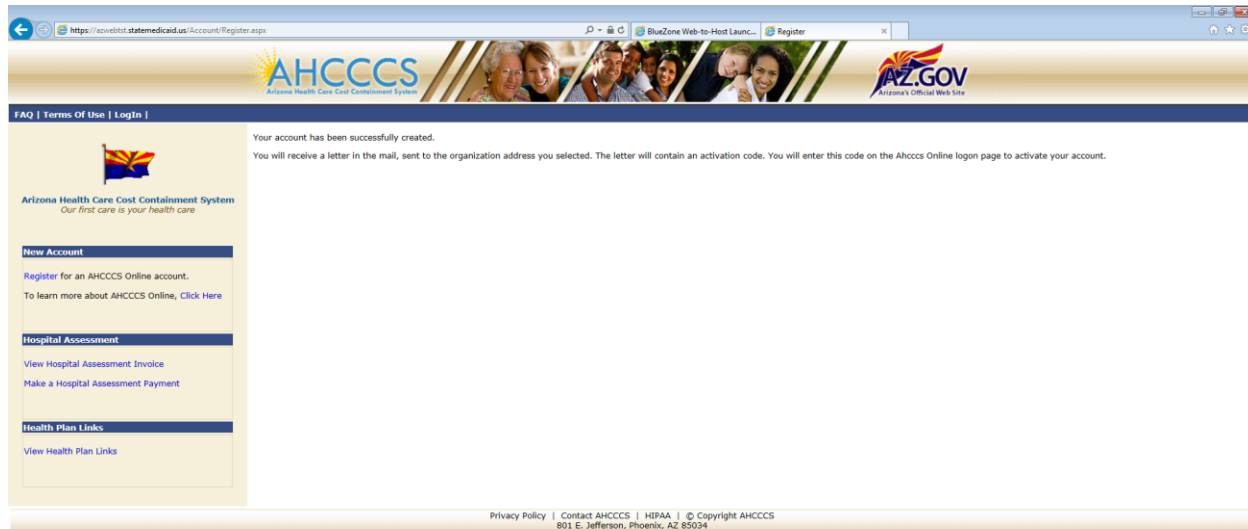 https://azwebtst.statemedicaid.us/Account/Register.aspx
BlueZone Web-to-Host Launc...
Register
AHCCCS
Arizona Health Care Cost Containment System
AZ.GOV
Arizona's Official Web Site
FAQ | Terms Of Use | LogIn |
Your account has been successfully created.
You will receive a letter in the mail, sent to the organization address you selected. The letter will contain an activation code. You will enter this code on the Ahcccs Online logon page to activate your account.
Arizona Health Care Cost Containment System
Our first care is your health care
New Account
Register for an AHCCCS Online account.
To learn more about AHCCCS Online, Click Here
Hospital Assessment
View Hospital Assessment Invoice
Make a Hospital Assessment Payment
Health Plan Links
View Health Plan Links
Privacy Policy | Contact AHCCCS | HIPAA | © Copyright AHCCCS
801 E. Jefferson, Phoenix, AZ 85034